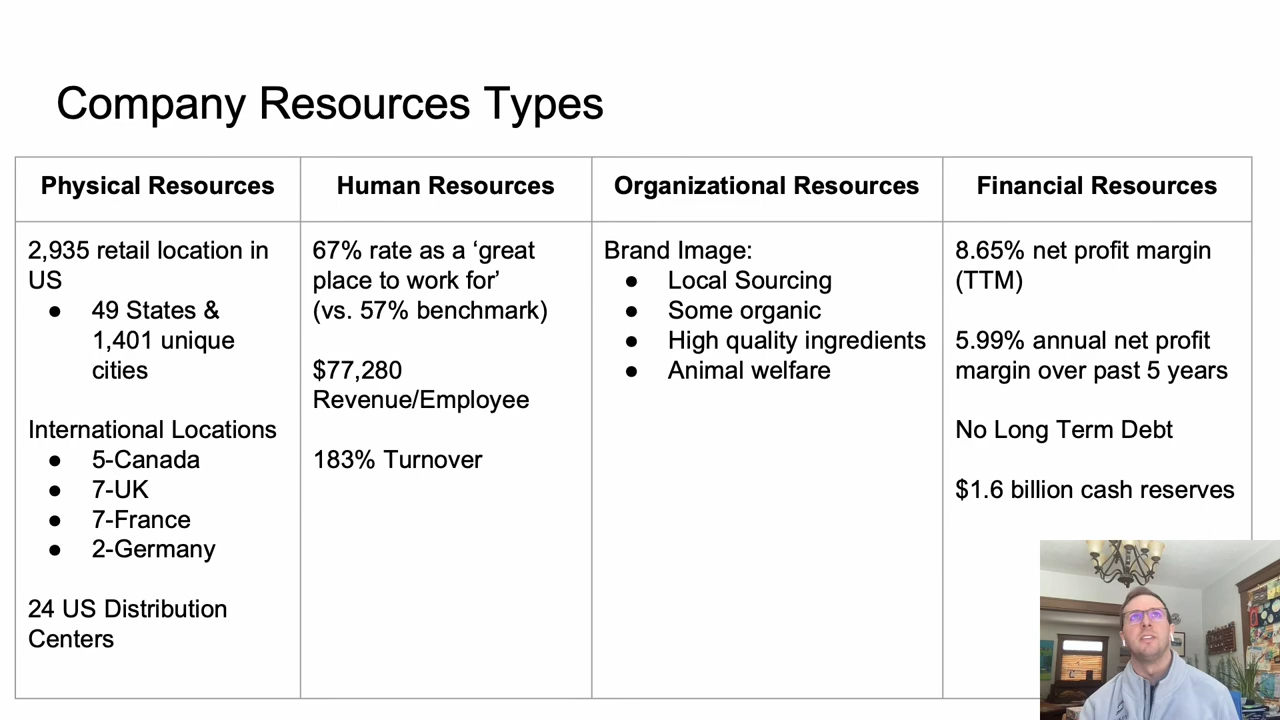 Company Resources Types
Physical Resources
Human Resources
Organizational Resources
Financial Resources
2,935 retail location in
US
● 49 States &
1,401 unique
cities
International Locations
● 5-Canada
● 7-UK
● 7-France
● 2-Germany
24 US Distribution
Centers
67% rate as a ‘great
place to work for’
(vs. 57% benchmark)
$77,280
Revenue/Employee
183% Turnover
Brand Image:
● Local Sourcing
● Some organic
● High quality ingredients
● Animal welfare
8.65% net profit margin
(TTM)
5.99% annual net profit
margin over past 5 years
No Long Term Debt
$1.6 billion cash reserves